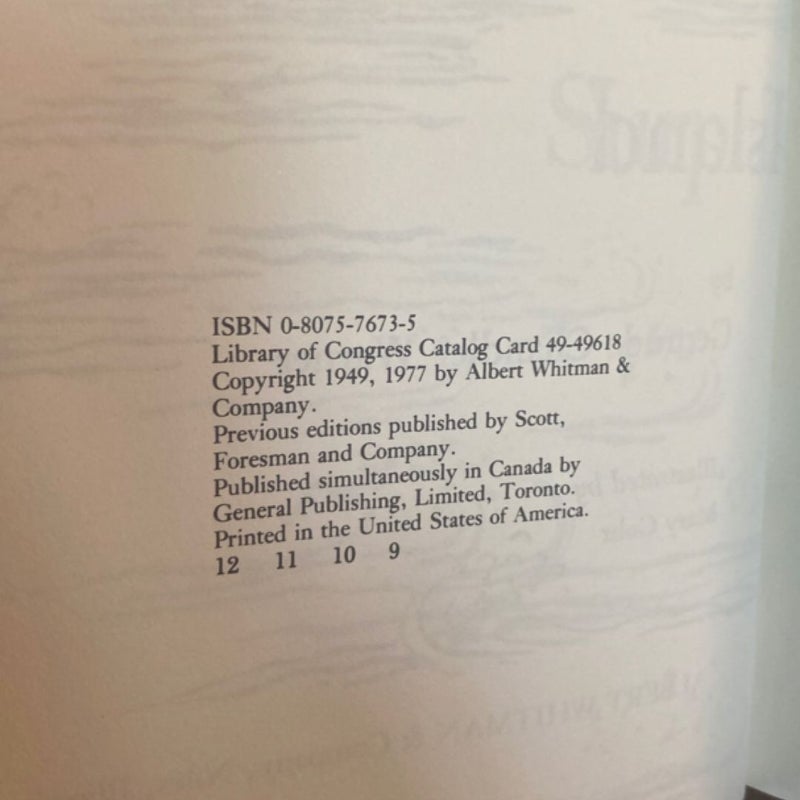 ISBN 0-8075-7673-5
Library of Congress Catalog Card 49-49618
Copyright 1949, 1977 by Albert Whitman &
Company.
Previous editions published by Scott,
Foresman and Company.
Published simultaneously in Canada by
General Publishing, Limited, Toronto.
Printed in the United States of America.
12 11 10 9